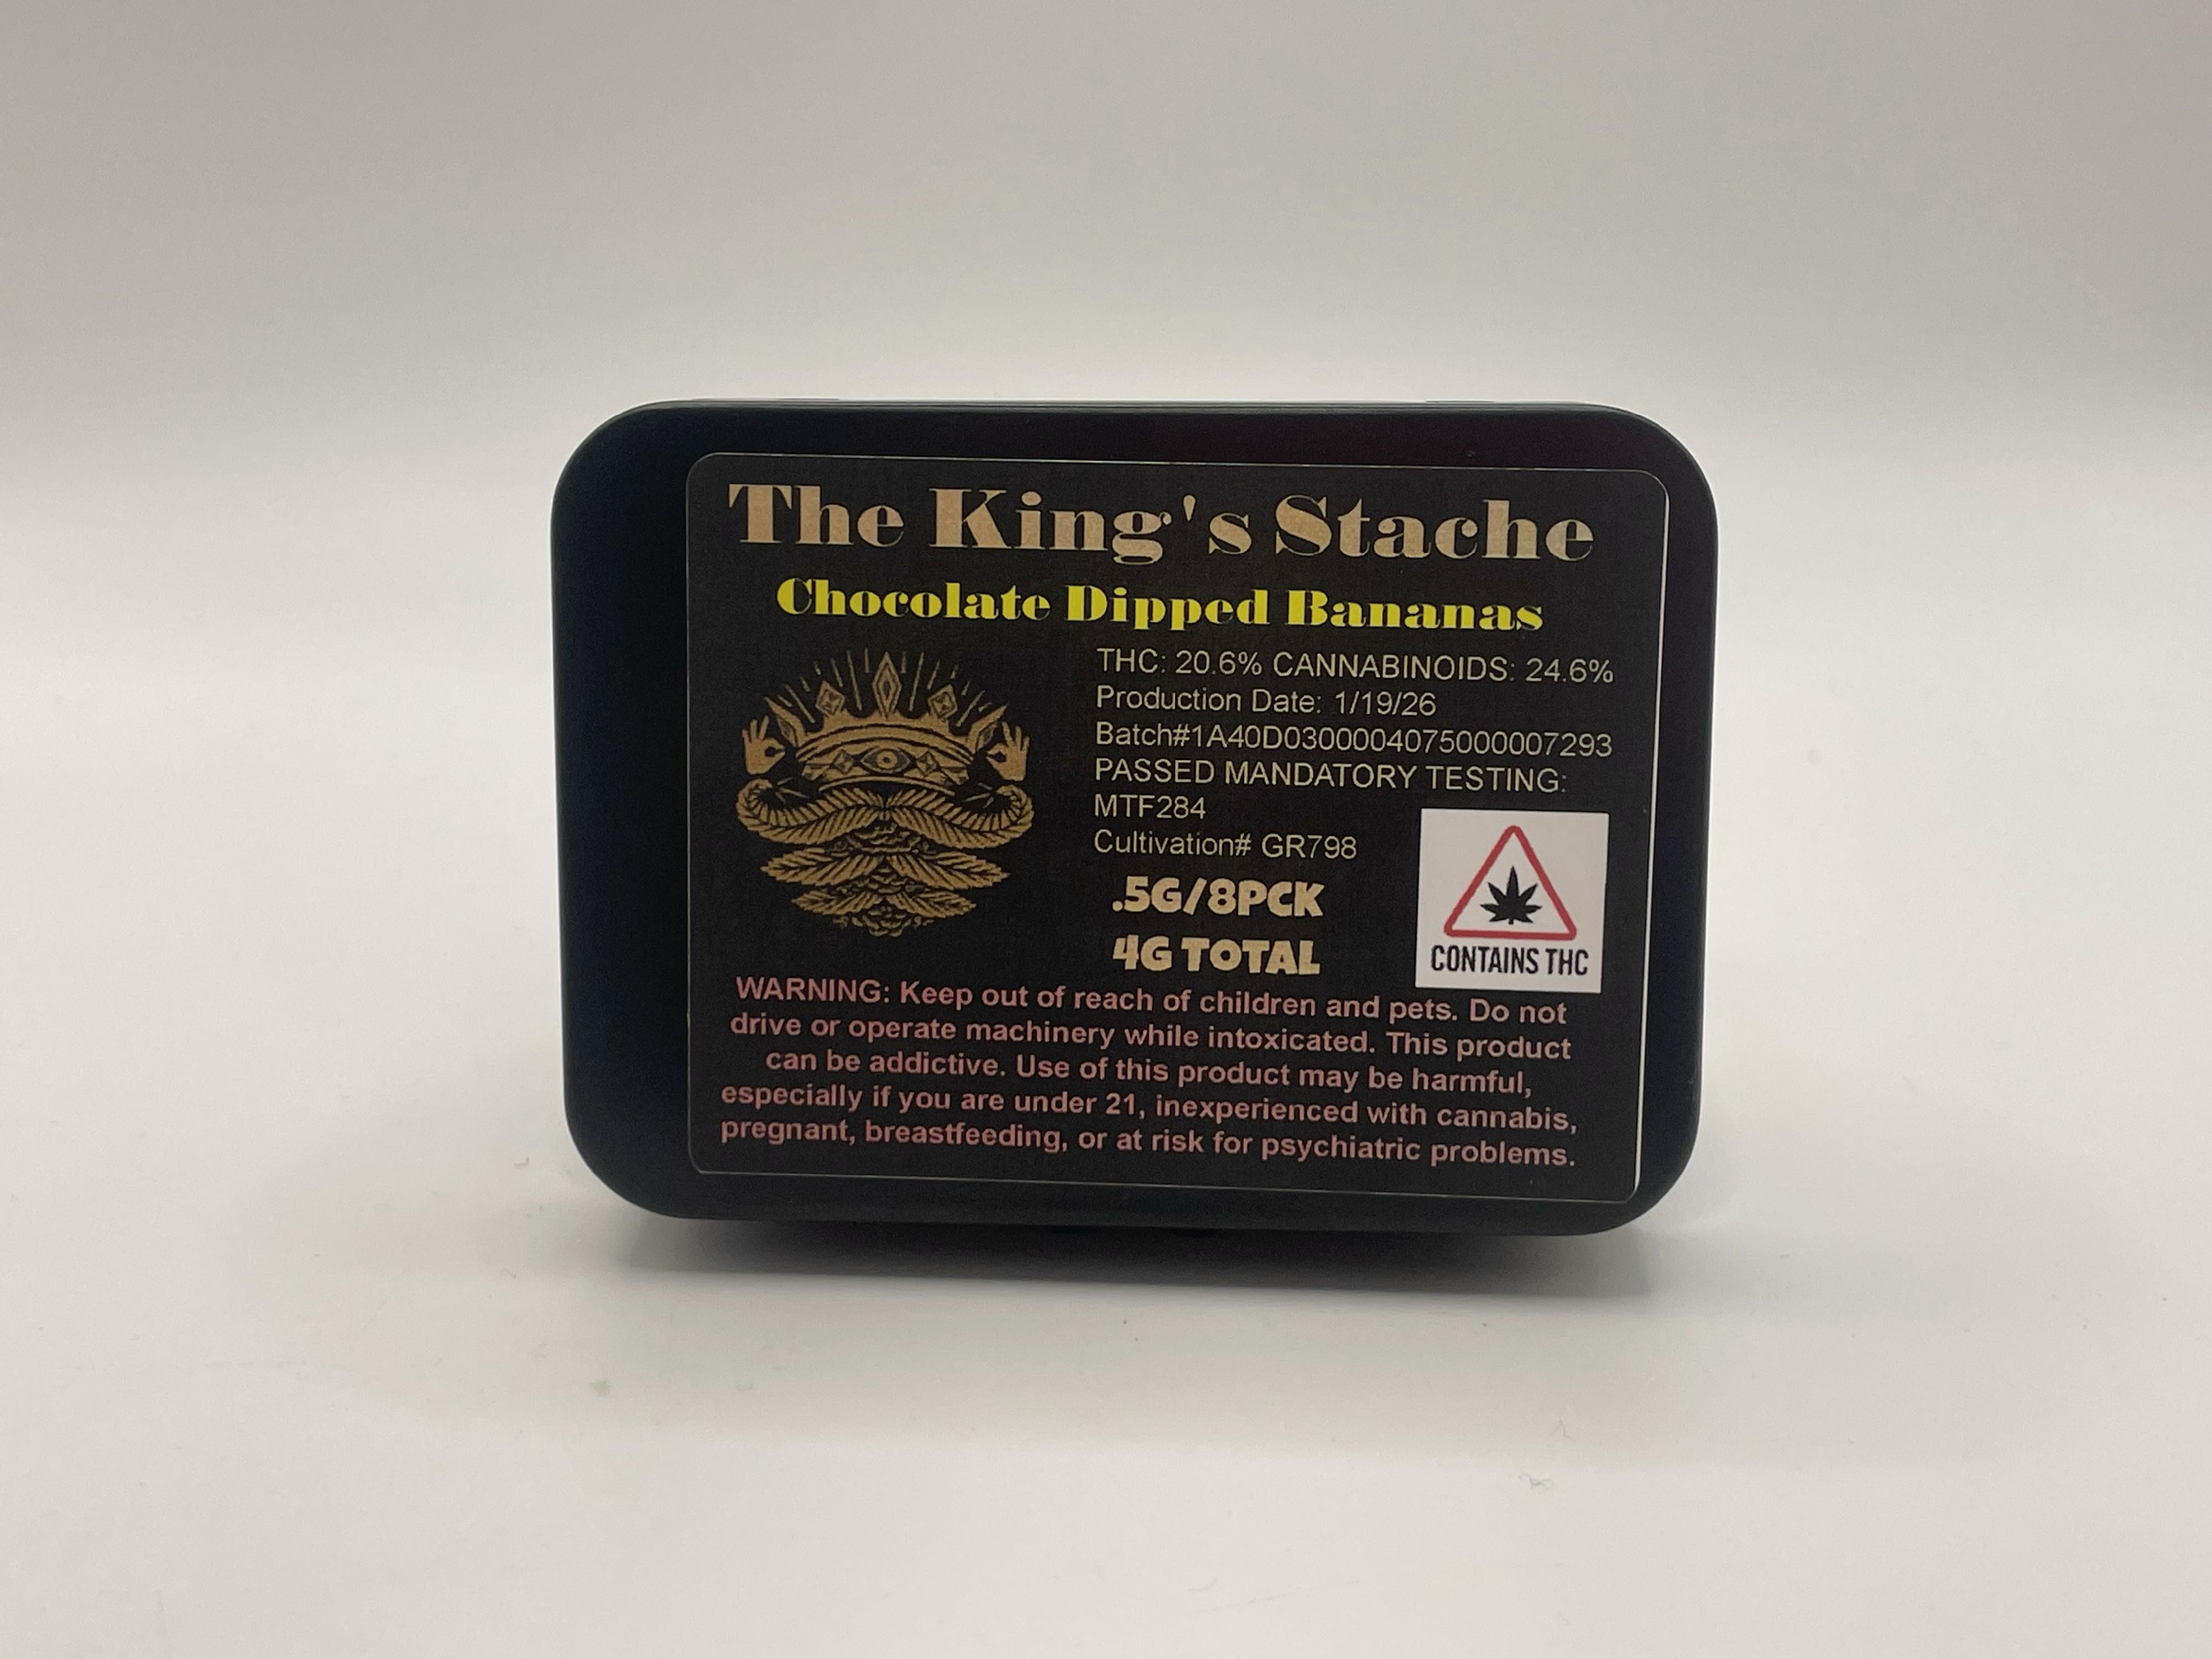 The King's Stache
Chocolate Dipped Bananas
THC: 20.6% CANNABINOIDS: 24.6%
Production Date: 1/19/26
Batch#1A40D0300004075000007293
PASSED MANDATORY TESTING:
MTF284
Cultivation# GR798
.5G/8PCK
4G TOTAL
CONTAINS THC
WARNING: Keep out of reach of children and pets. Do not
drive or operate machinery while intoxicated. This product
can be addictive. Use of this product may be harmful,
especially if you are under 21, inexperienced with cannabis,
pregnant, breastfeeding, or at risk for psychiatric problems.